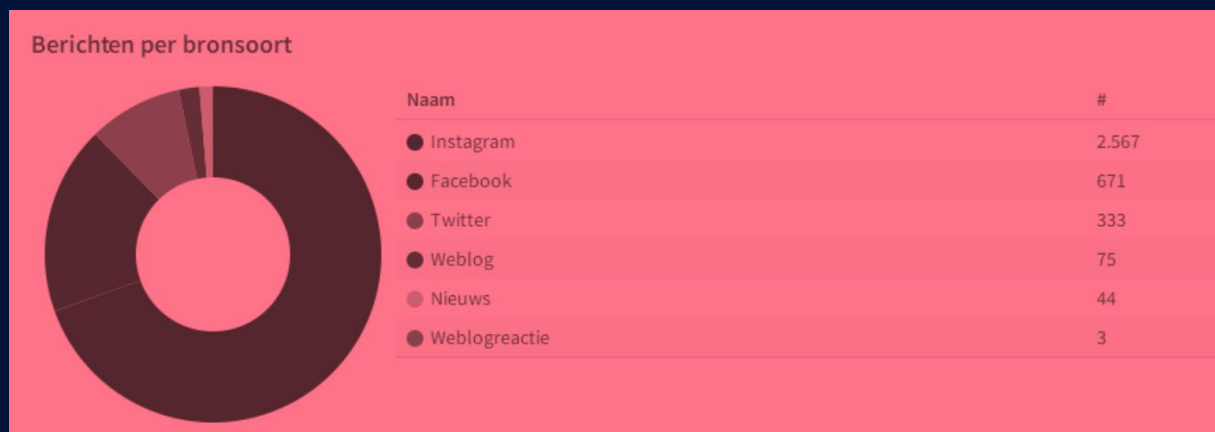 Berichten per bronsoort
Naam #
Instagram 2.567
Facebook 671
Twitter 333
Weblog 75
Nieuws 44
Weblogreactie 3